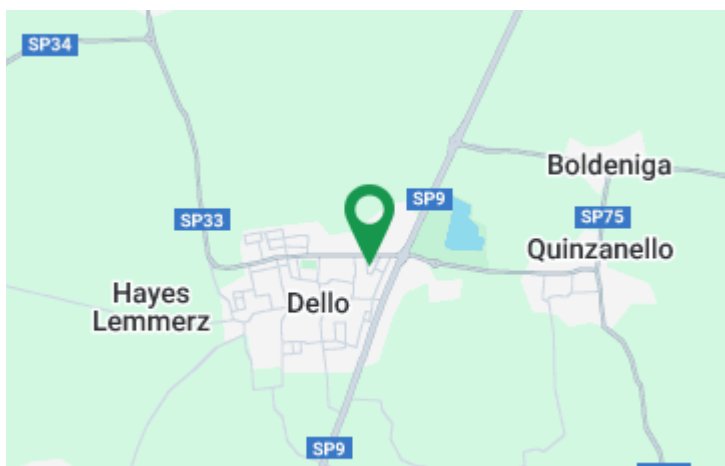 SP34
Boldeniga
SP9
SP33
SP75
Quinzanello
Hayes
Lemmerz
Dello
SP9